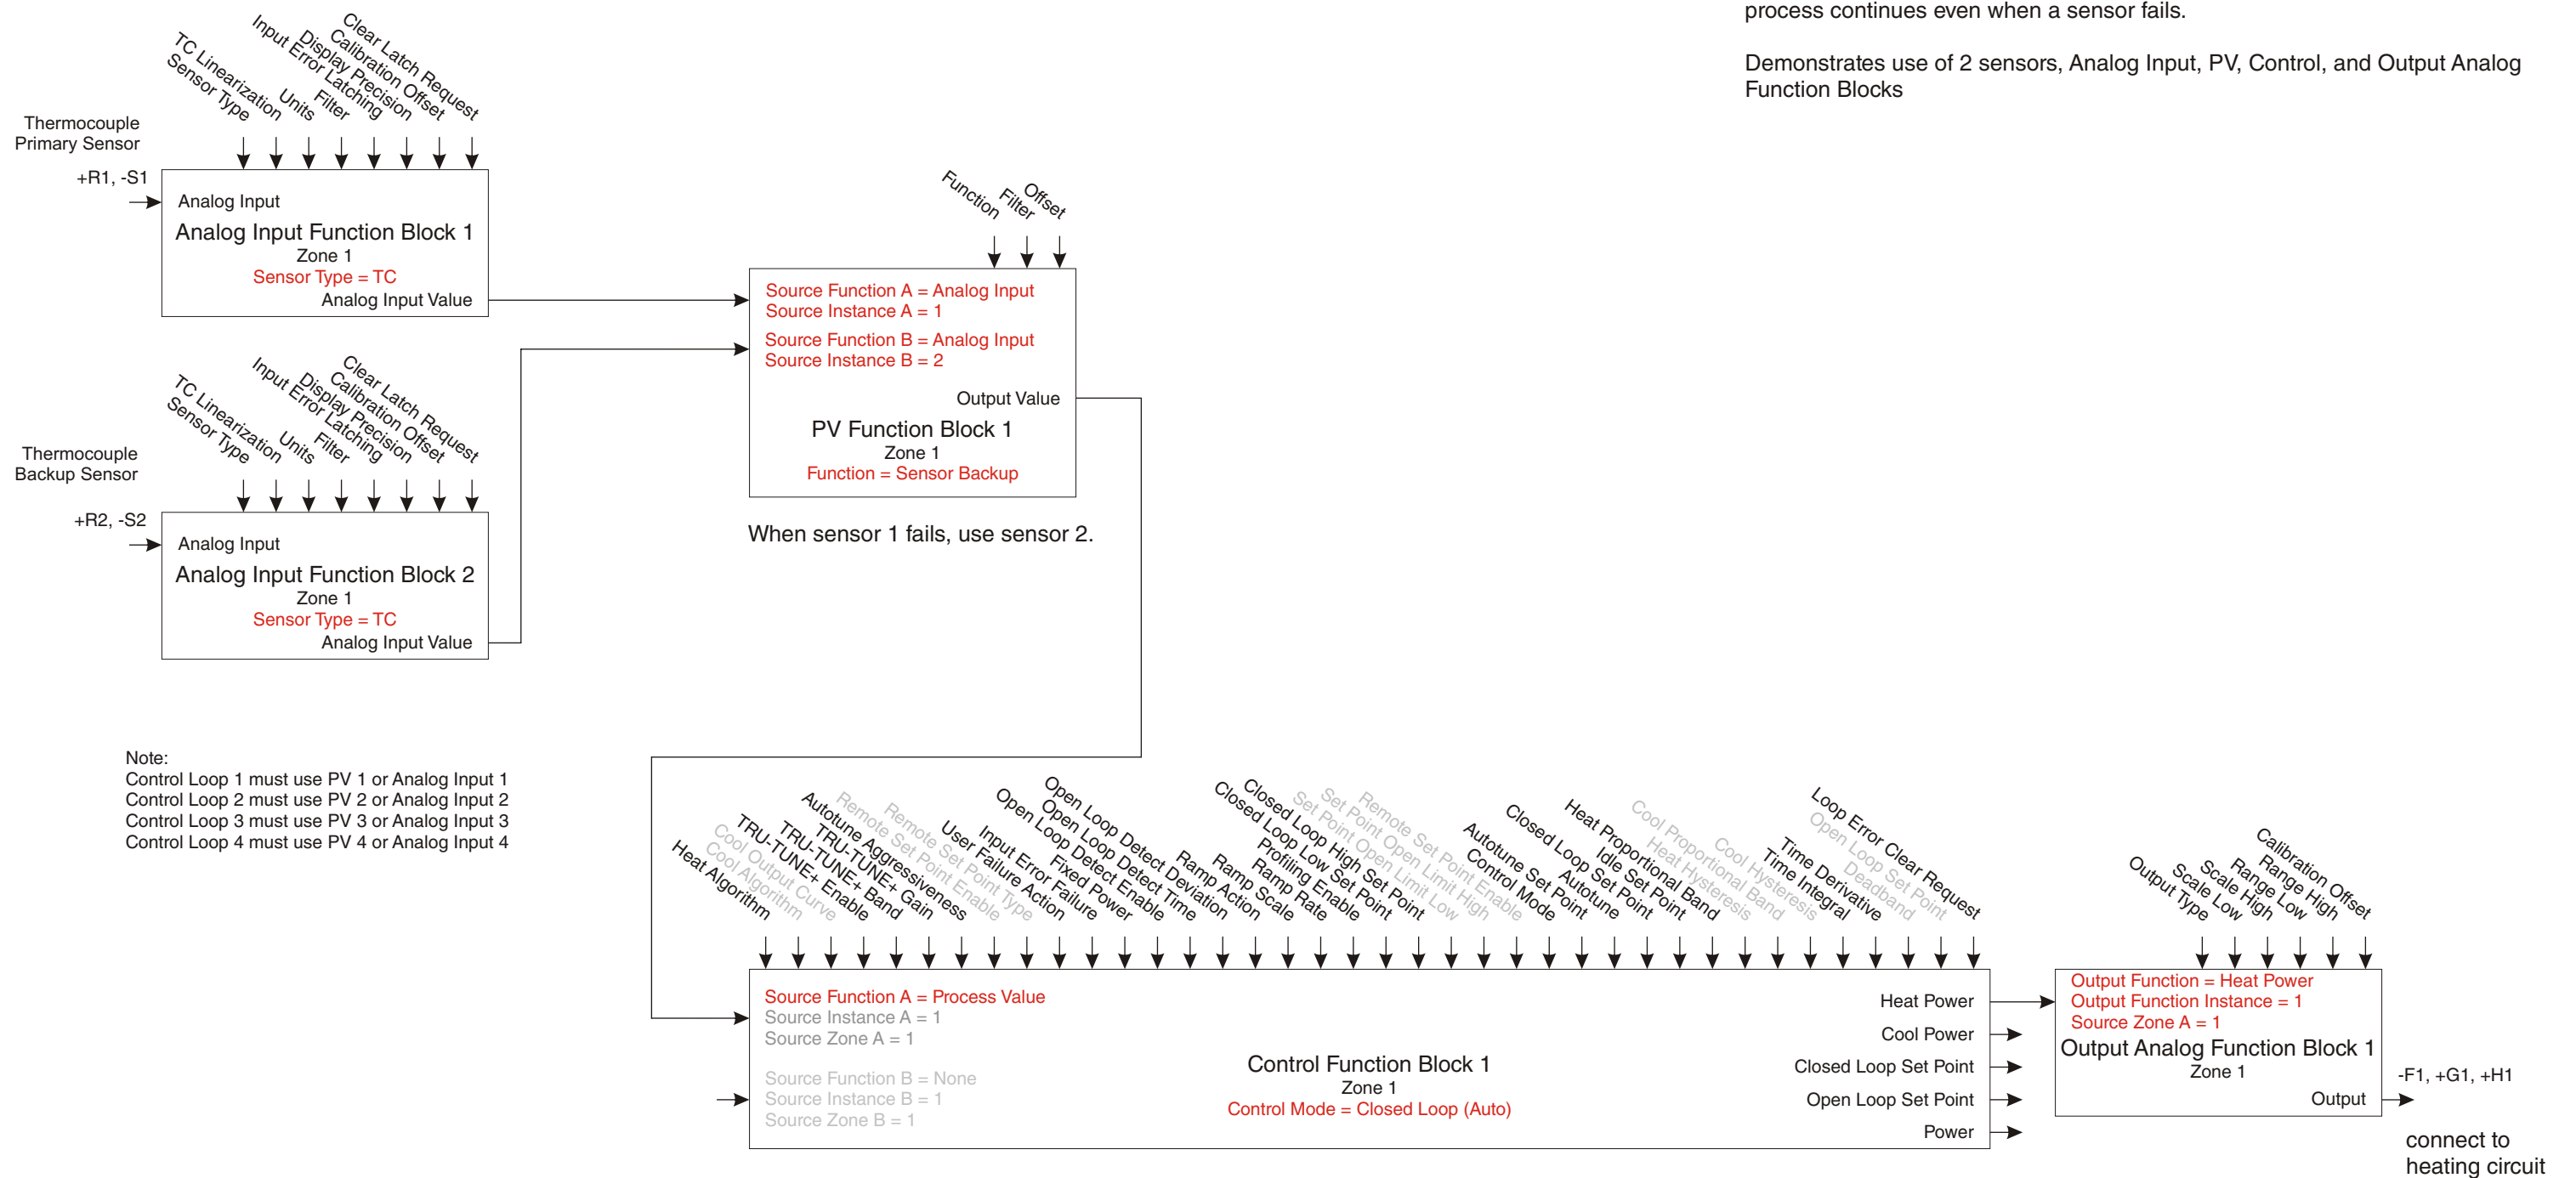 process continues even when a sensor fails.
Demonstrates use of 2 sensors, Analog Input, PV, Control, and Output Analog
Function Blocks
Thermocouple
Primary Sensor
+R1, -S1
Sensor Type
TC Linearization
Units
Filter
Input Error Latching
Display Precision
Calibration Offset
Clear Latch Request
Analog Input
Analog Input Function Block 1
Zone 1
Sensor Type = TC
Analog Input Value
Thermocouple
Backup Sensor
+R2, -S2
Sensor Type
TC Linearization
Units
Filter
Input Error Latching
Display Precision
Calibration Offset
Clear Latch Request
Analog Input
Analog Input Function Block 2
Zone 1
Sensor Type = TC
Analog Input Value
Function
Filter
Offset
Source Function A = Analog Input
Source Instance A = 1
Source Function B = Analog Input
Source Instance B = 2
Output Value
PV Function Block 1
Zone 1
Function = Sensor Backup
When sensor 1 fails, use sensor 2.
Note:
Control Loop 1 must use PV 1 or Analog Input 1
Control Loop 2 must use PV 2 or Analog Input 2
Control Loop 3 must use PV 3 or Analog Input 3
Control Loop 4 must use PV 4 or Analog Input 4
Heat Algorithm
Cool Algorithm
Cool Output Curve
TRU-TUNE+ Enable
TRU-TUNE+ Band
TRU-TUNE+ Gain
Autotune Aggressiveness
Remote Set Point Enable
Remote Set Point Type
User Failure Action
Input Error Failure
Fixed Power
Open Loop Detect Enable
Open Loop Detect Time
Open Loop Detect Deviation
Ramp Action
Ramp Scale
Ramp Rate
Profiling Enable
Closed Loop Low Set Point
Closed Loop High Set Point
Set Point Open Limit Low
Set Point Open Limit High
Remote Set Point Enable
Control Mode
Autotune Set Point
Autotune
Closed Loop Set Point
Idle Set Point
Heat Proportional Band
Heat Hysteresis
Cool Proportional Band
Cool Hysteresis
Time Integral
Time Derivative
Deadband
Open Loop Set Point
Loop Error Clear Request
Source Function A = Process Value
Source Instance A = 1
Source Zone A = 1
Source Function B = None
Source Instance B = 1
Source Zone B = 1
Control Function Block 1
Zone 1
Control Mode = Closed Loop (Auto)
Heat Power
Cool Power
Closed Loop Set Point
Open Loop Set Point
Power
Output Type
Scale Low
Scale High
Range Low
Range High
Calibration Offset
Output Function = Heat Power
Output Function Instance = 1
Source Zone A = 1
Output Analog Function Block 1
Zone 1
Output
-F1, +G1, +H1
connect to
heating circuit